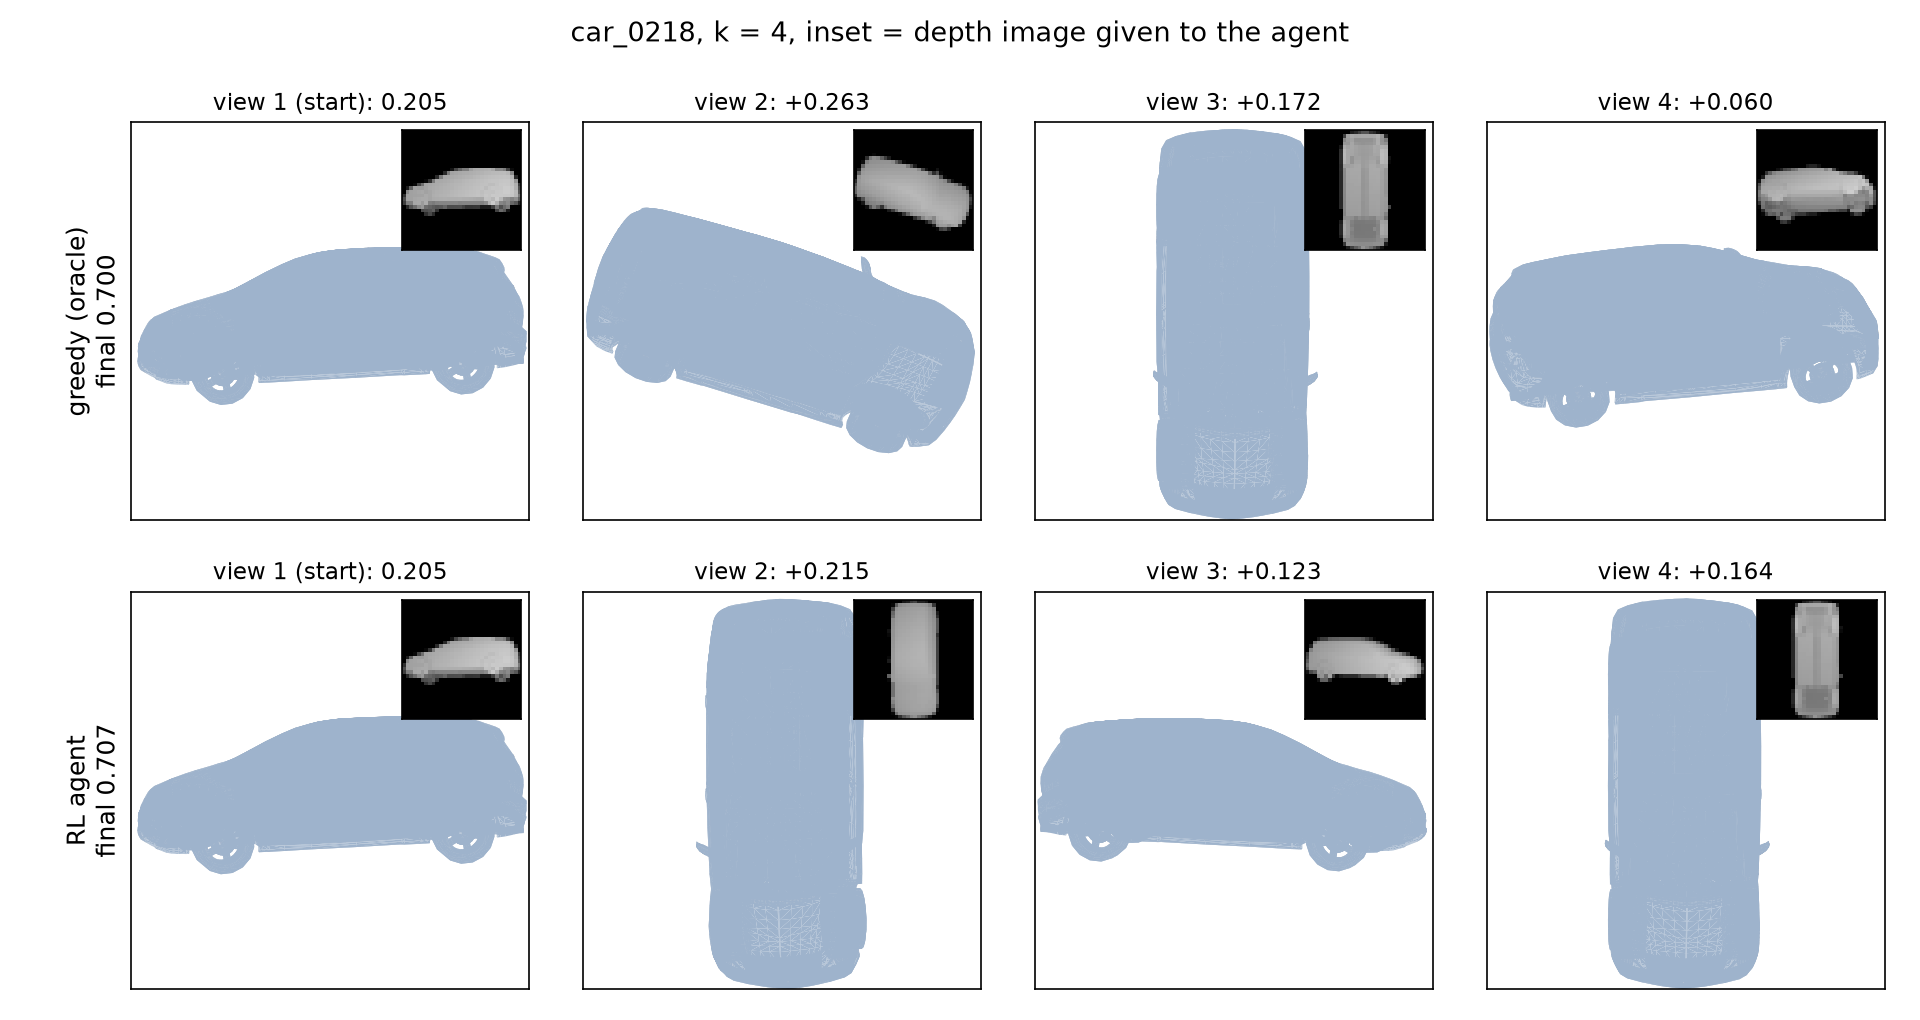 car_0218, k = 4, inset = depth image given to the agent
view 1 (start): 0.205
view 2: +0.263
view 3: +0.172
view 4: +0.060
greedy (oracle)
final 0.700
view 1 (start): 0.205
view 2: +0.215
view 3: +0.123
view 4: +0.164
RL agent
final 0.707